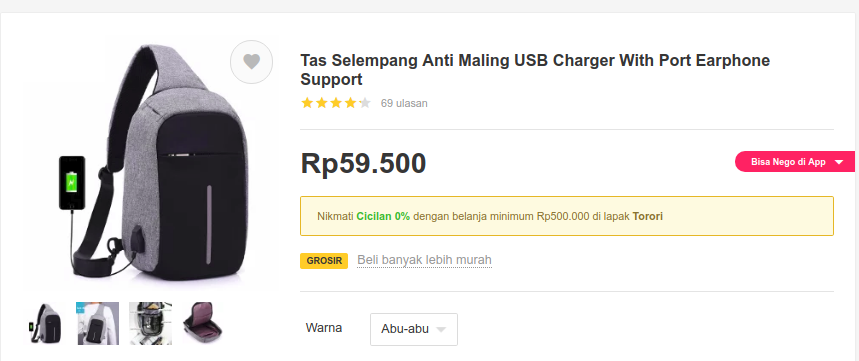 Tas Selempang Anti Maling USB Charger With Port Earphone
Support
69 ulasan
Rp59.500
Bisa Nego di App
Nikmati Cicilan 0% dengan belanja minimum Rp500.000 di lapak Torori
GROSIR Beli banyak lebih murah
Warna Abu-abu